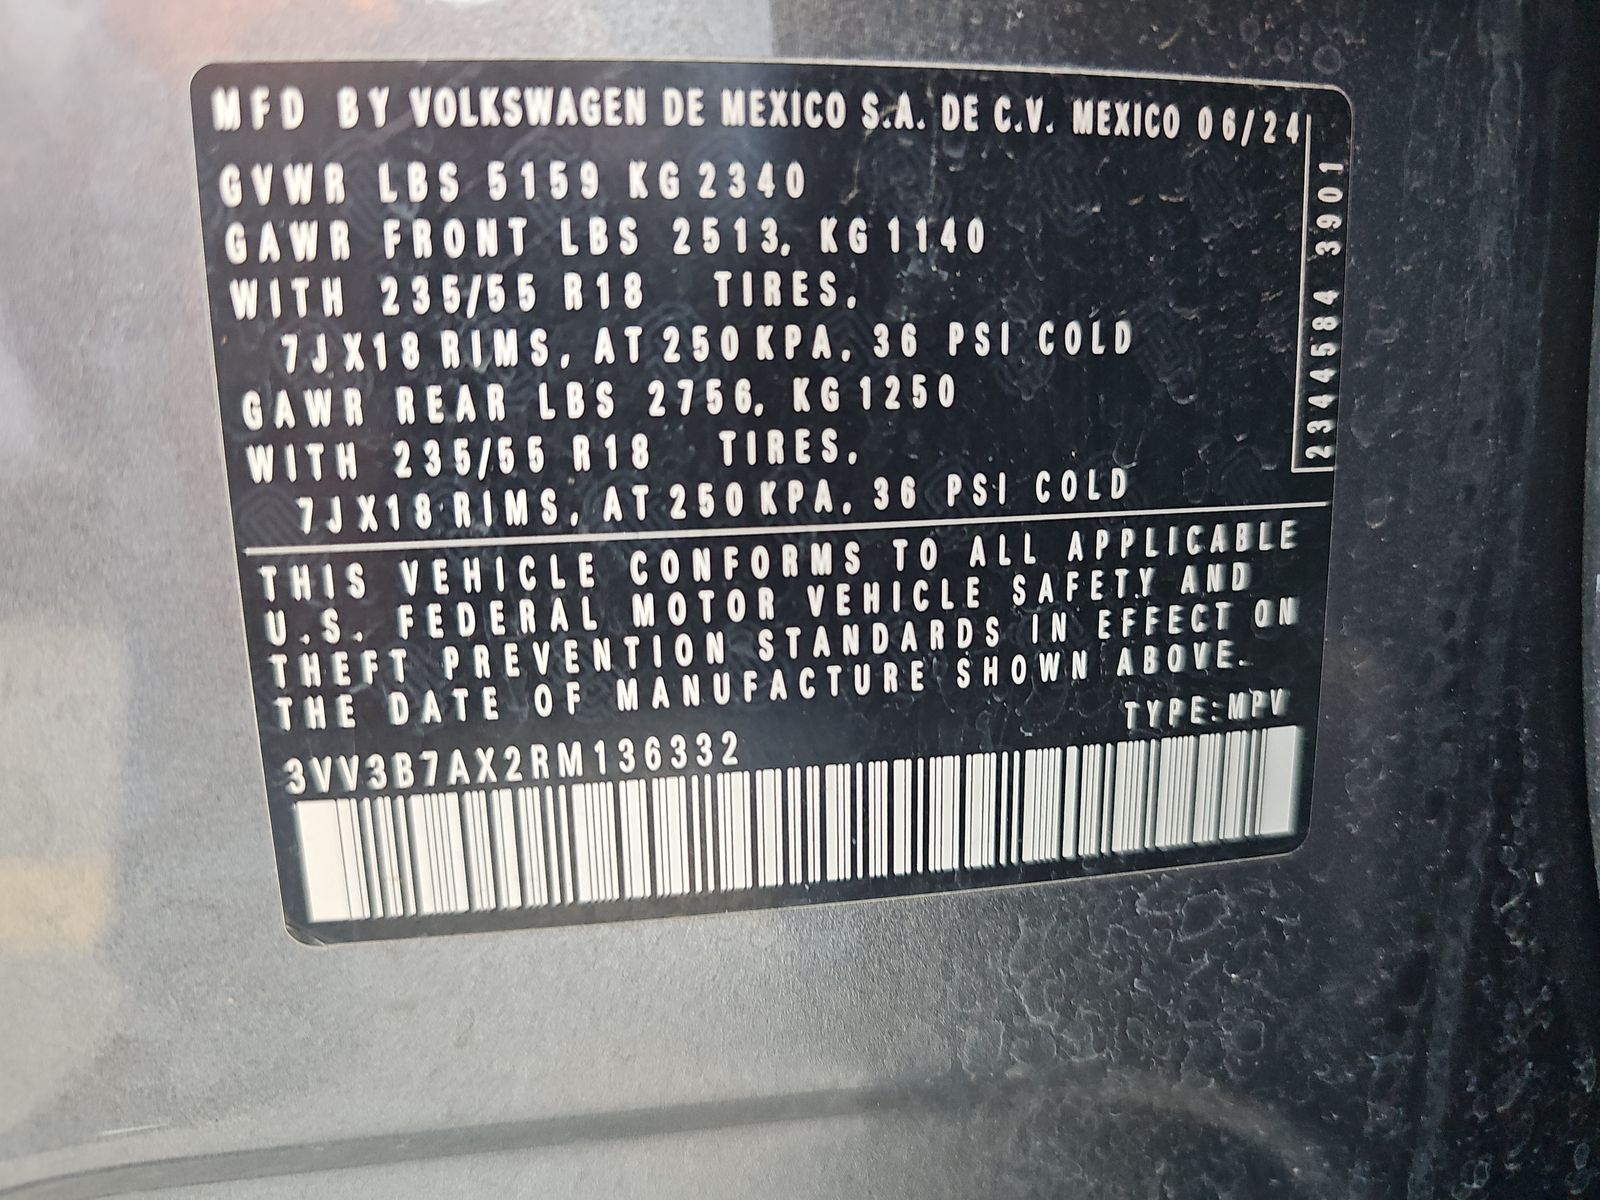 MFD BY VOLKSWAGEN DE MEXICO S.A. DE C.V. MEXICO 06/24
GVWR LBS 5159 KG 2340
GAWR FRONT LBS 2513, KG 1140
WITH 235/55 R18 TIRES,
7JX18 RIMS, AT 250 KPA, 36 PSI COLD
GAWR REAR LBS 2756, KG 1250
WITH 235/55 R18 TIRES,
7JX18 RIMS, AT 250 KPA, 36 PSI COLD
2344584 3901
THIS VEHICLE CONFORMS TO ALL APPLICABLE
U.S. FEDERAL MOTOR VEHICLE SAFETY AND
THEFT PREVENTION STANDARDS IN EFFECT ON
THE DATE OF MANUFACTURE SHOWN ABOVE.
TYPE:MPV
3VV3B7AX2RM136332